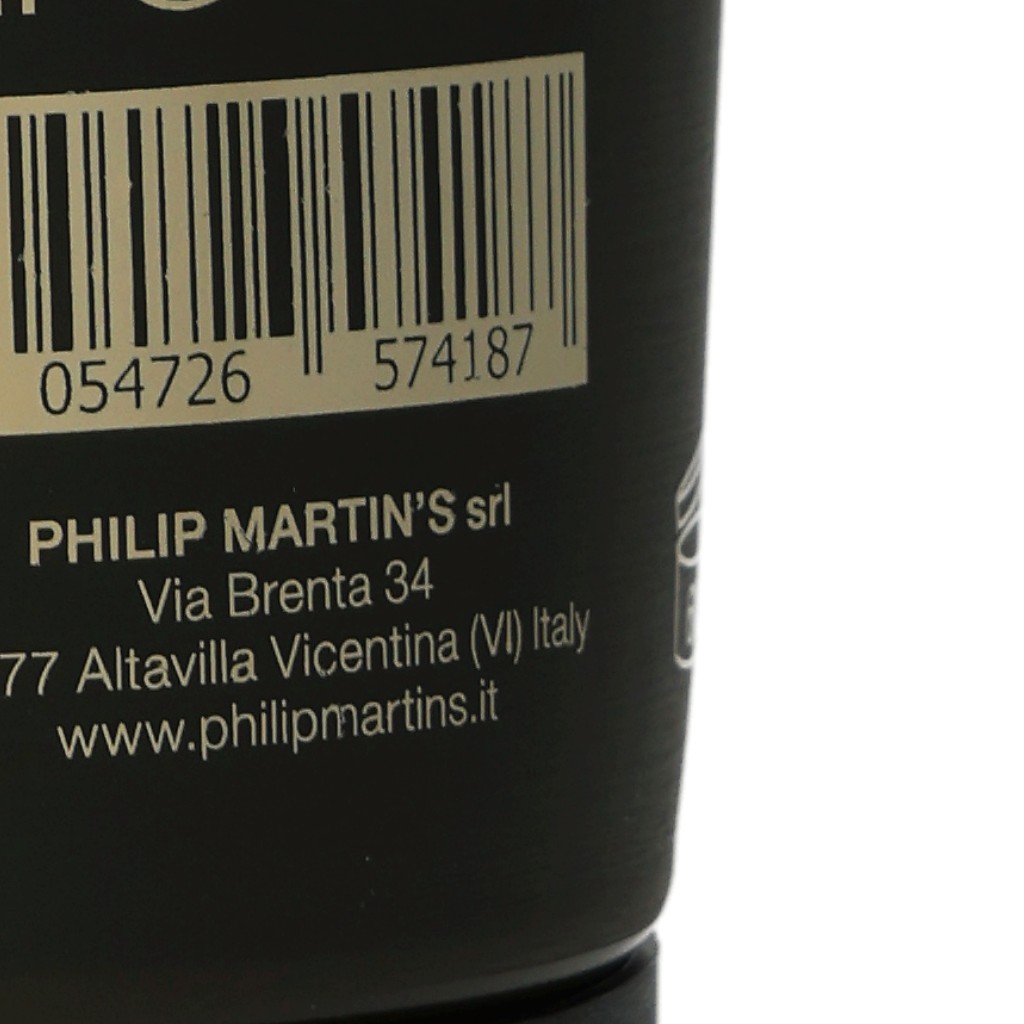 054726 574187
PHILIP MARTIN'S srl
Via Brenta 34
77 Altavilla Vicentina (VI) Italy
www.philipmartins.it